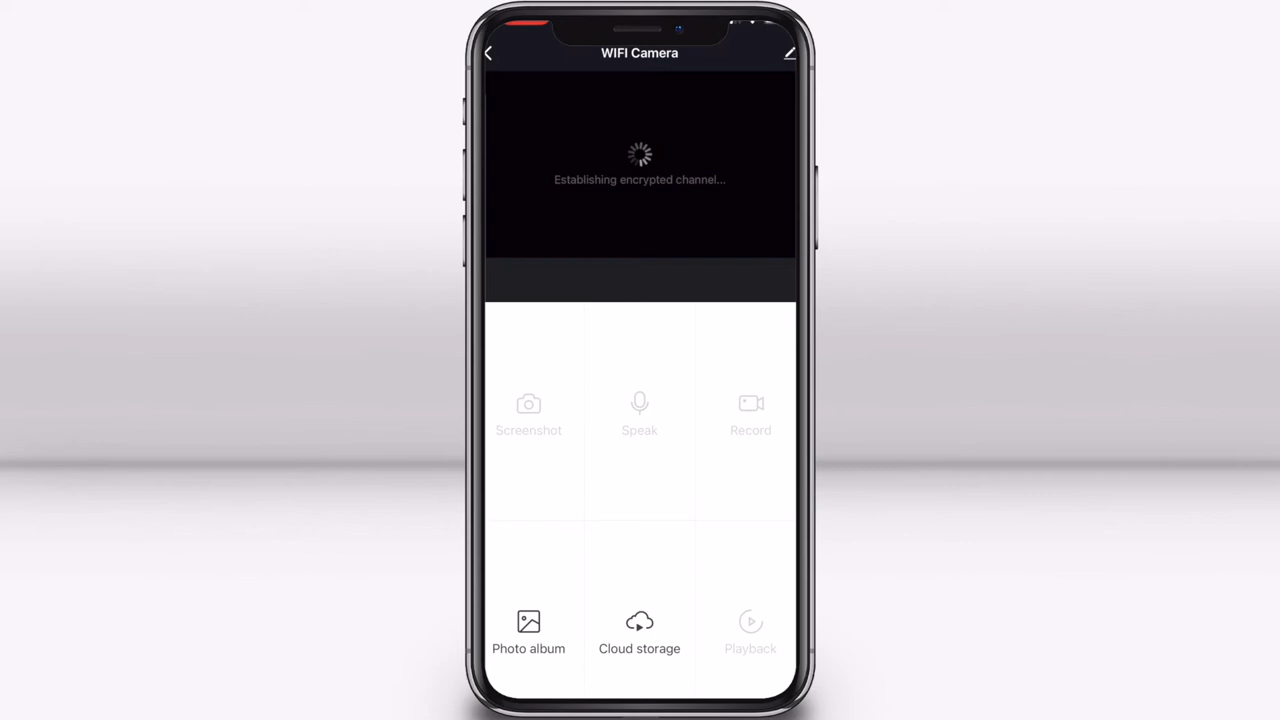 WIFI Camera
Establishing encrypted channel...
Screenshot
Speak
Record
Photo album
Cloud storage
Playback